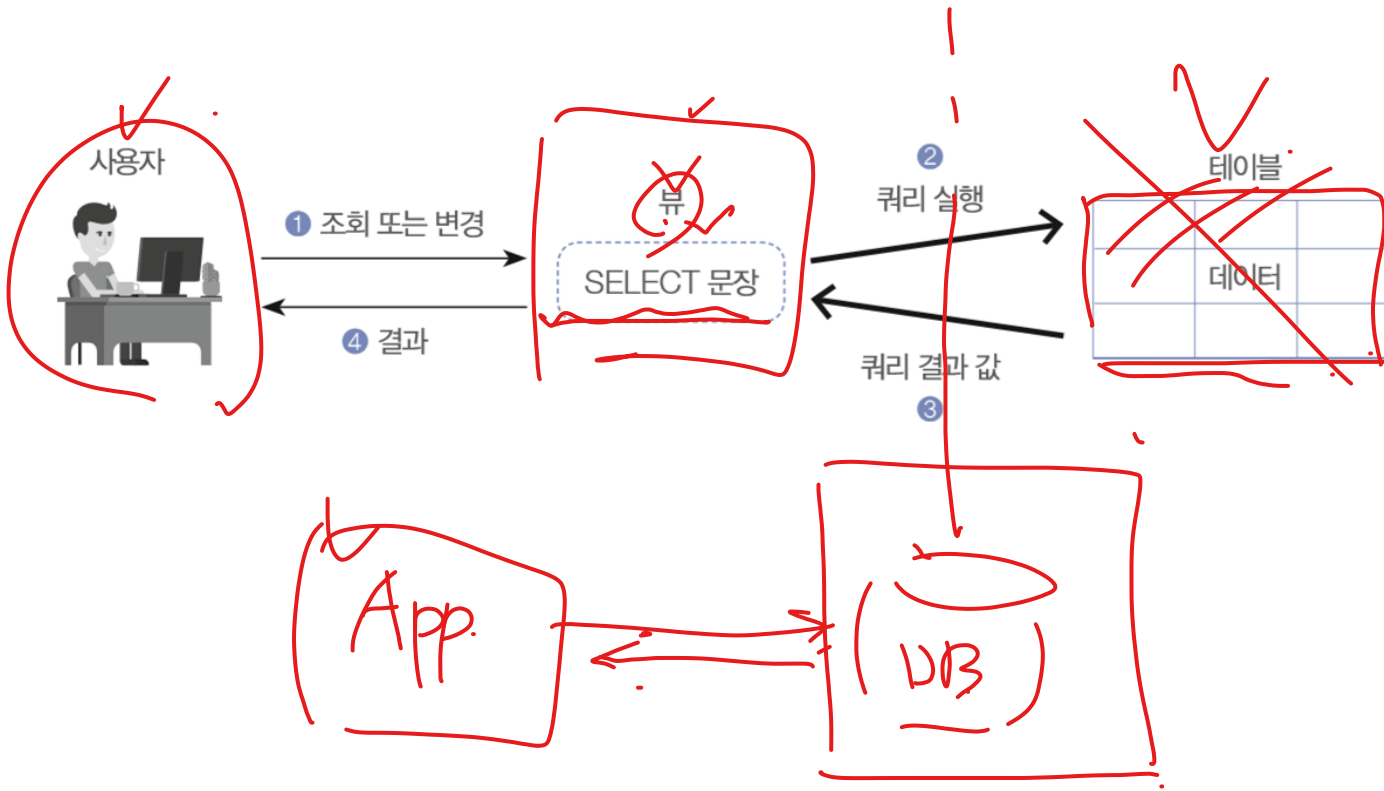 사용자
① 조회 또는 변경
④ 결과
뷰
SELECT 문장
②
쿼리 실행
쿼리 결과 값
③
테이블
데이터
App.
DB